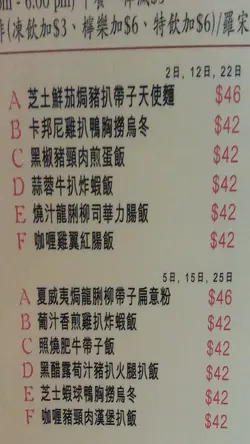 pm - 6:00 pm)
啡(凍飲加$3、檸樂加$6、特飲加$6)/羅宋
2日, 12日, 22日
A 芝士鮮茄焗豬扒帶子天使麵 $46
B 卡邦尼雞扒鴨胸撈烏冬 $42
C 黑椒豬頸肉煎蛋飯 $42
D 蒜蓉牛扒炸蝦飯 $42
E 燒汁龍脷柳司華力腸飯 $42
F 咖喱雞翼紅腸飯 $42
5日, 15日, 25日
A 夏威夷焗龍脷柳帶子扁意粉 $46
B 葡汁香煎雞扒炸蝦飯 $42
C 照燒肥牛帶子飯 $42
D 黑醋露荀汁豬扒火腿扒飯 $42
E 芝士蝦球鴨胸撈烏冬 $42
F 咖喱豬頸肉漢堡扒飯 $42